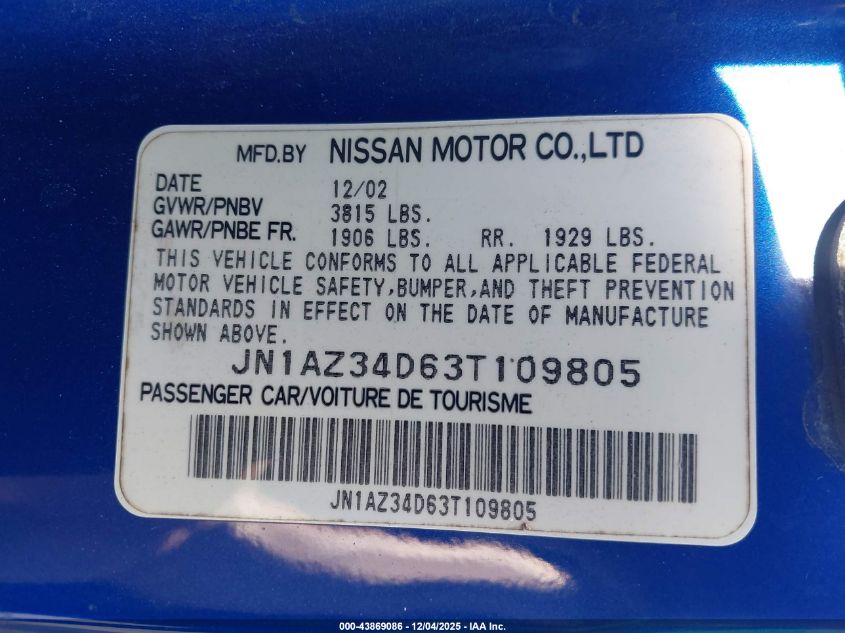 MFD.BY NISSAN MOTOR CO.,LTD
DATE 12/02
GVWR/PNBV 3815 LBS.
GAWR/PNBE FR. 1906 LBS. RR. 1929 LBS.
THIS VEHICLE CONFORMS TO ALL APPLICABLE FEDERAL
MOTOR VEHICLE SAFETY,BUMPER,AND THEFT PREVENTION
STANDARDS IN EFFECT ON THE DATE OF MANUFACTURE
SHOWN ABOVE.
JN1AZ34D63T109805
PASSENGER CAR/VOITURE DE TOURISME
JN1AZ34D63T109805
000-43869086 - 12/04/2025 - IAA Inc.